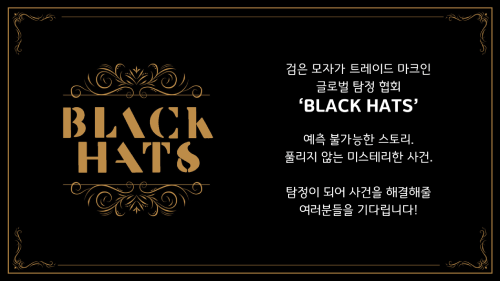 BLACK
HATS
검은 모자가 트레이드 마크인
글로벌 탐정 협회
‘BLACK HATS’
예측 불가능한 스토리.
풀리지 않는 미스테리한 사건.
탐정이 되어 사건을 해결해줄
여러분들을 기다립니다!